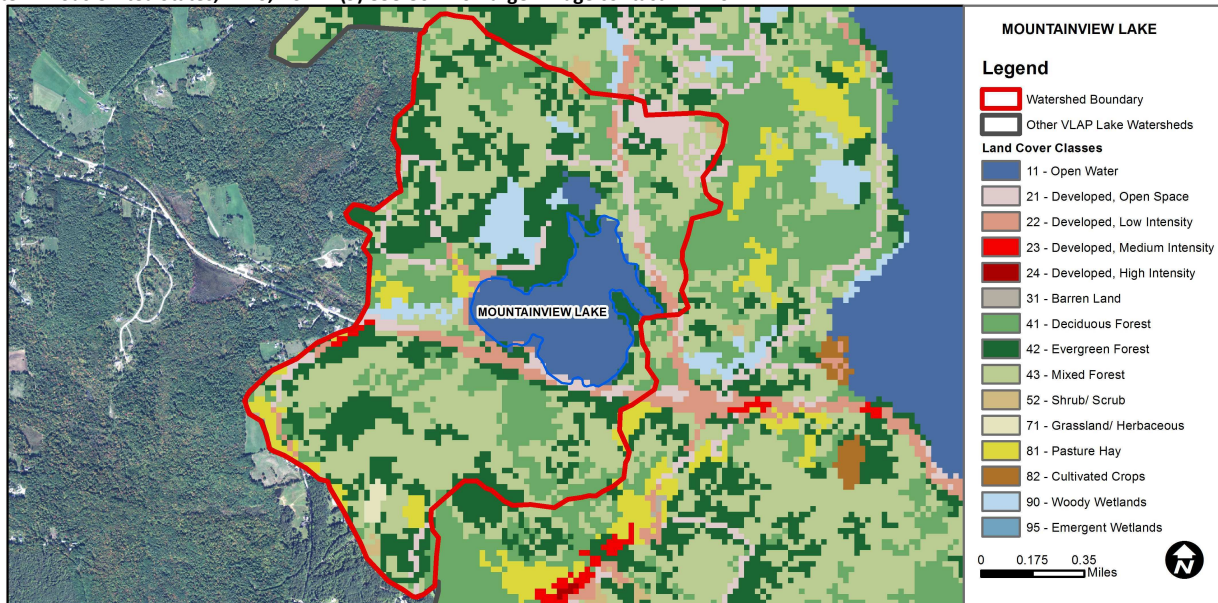 MOUNTAINVIEW LAKE
Legend
Watershed Boundary
Other VLAP Lake Watersheds
Land Cover Classes
11 - Open Water
21 - Developed, Open Space
22 - Developed, Low Intensity
23 - Developed, Medium Intensity
24 - Developed, High Intensity
31 - Barren Land
41 - Deciduous Forest
42 - Evergreen Forest
43 - Mixed Forest
52 - Shrub/ Scrub
71 - Grassland/ Herbaceous
81 - Pasture Hay
82 - Cultivated Crops
90 - Woody Wetlands
95 - Emergent Wetlands
0 0.175 0.35
Miles
N
MOUNTAINVIEW LAKE